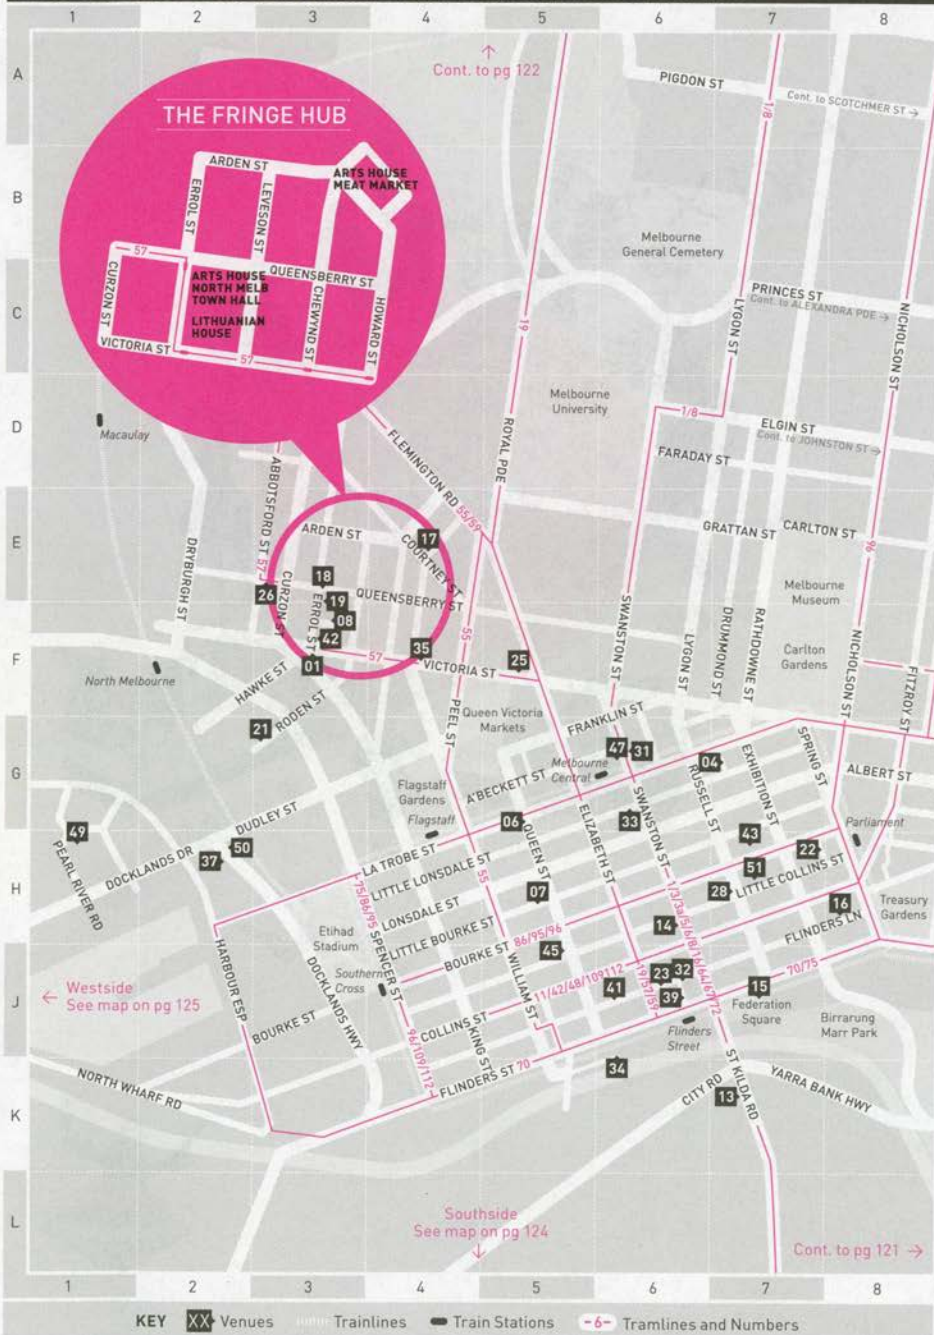 1 2 3 4 5 6 7 8
A
B
C
D
E
F
G
H
J
K
L
Cont. to pg 122
PIGDON ST
Cont. to SCOTCHMER ST →
1/8
THE FRINGE HUB
ARDEN ST
ARTS HOUSE
MEAT MARKET
ERROL ST
LEVESON ST
57
QUEENSBERRY ST
CURZON ST
ARTS HOUSE
NORTH MELB
TOWN HALL
LITHUANIAN
HOUSE
CHEWYND ST
HOWARD ST
VICTORIA ST
57
Melbourne
General Cemetery
PRINCES ST
Cont. to ALEXANDRA PDE →
LYGON ST
NICHOLSON ST
19
Melbourne
University
1/8
ELGIN ST
Cont. to JOHNSTON ST →
FARADAY ST
Macaulay
ABBOTSFORD ST
57
FLEMINGTON RD 55/59
ROYAL PDE
GRATTAN ST
CARLTON ST
96
DRYBURGH ST
ARDEN ST
COURTNEY ST
17
18
26
CURZON ST
ERROL ST
19
QUEENSBERRY ST
08
42
01
35
57
VICTORIA ST
25
55
SWANSTON ST
LYGON ST
DRUMMOND ST
RATHDOWNE ST
Melbourne
Museum
Carlton
Gardens
NICHOLSON ST
FITZROY ST
North Melbourne
HAWKE ST
RODEN ST
21
PEEL ST
Queen Victoria
Markets
FRANKLIN ST
47
31
Melbourne
Central
A'BECKETT ST
04
RUSSELL ST
EXHIBITION ST
SPRING ST
ALBERT ST
Flagstaff
Gardens
Flagstaff
06
QUEEN ST
ELIZABETH ST
33
SWANSTON ST
43
22
Parliament
49
PEARL RIVER RD
DOCKLANDS DR
DUDLEY ST
50
37
LA TROBE ST
LITTLE LONSDALE ST
LONSDALE ST
LITTLE BOURKE ST
BOURKE ST
86/95/96
55
75/86/95
SPENCER ST
07
51
28
LITTLE COLLINS ST
14
16
FLINDERS LN
Treasury
Gardens
1/3/3a/5/6/8/16/64/67/72
Etihad
Stadium
Southern
Cross
HARBOUR ESP
DOCKLANDS HWY
BOURKE ST
WILLIAM ST
45
11/42/48/109112
41
23
32
39
19/57/59
15
70/75
Federation
Square
Birrarung
Marr Park
Flinders
Street
← Westside
See map on pg 125
COLLINS ST
96/109/112
KING ST
FLINDERS ST 70
34
NORTH WHARF RD
CITY RD
13
ST KILDA RD
YARRA BANK HWY
Southside
See map on pg 124
Cont. to pg 121 →
1 2 3 4 5 6 7 8
KEY XX Venues Trainlines Train Stations -6- Tramlines and Numbers